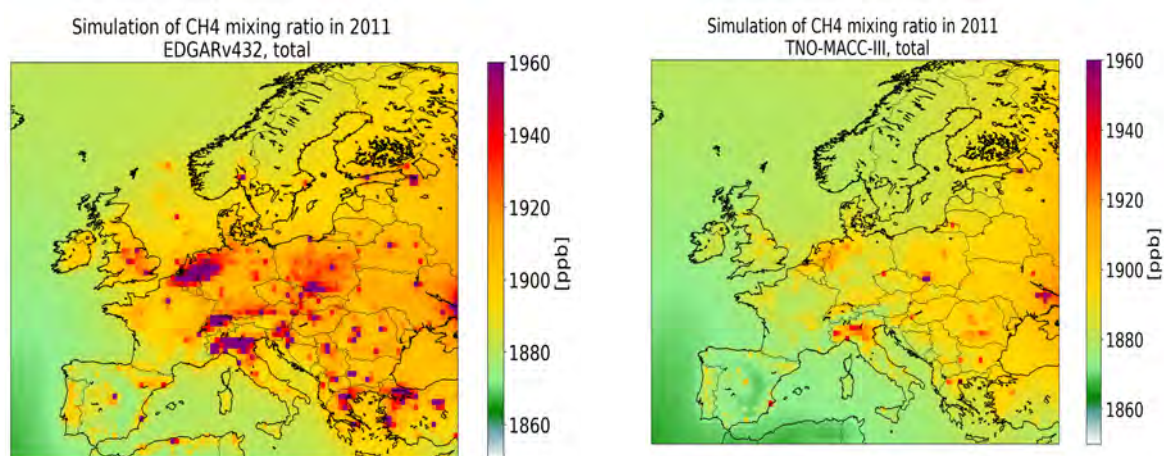 Simulation of CH4 mixing ratio in 2011
EDGARv432, total
1960
1940
1920
1900
1880
1860
[ppb]
Simulation of CH4 mixing ratio in 2011
TNO-MACC-III, total
1960
1940
1920
1900
1880
1860
[ppb]